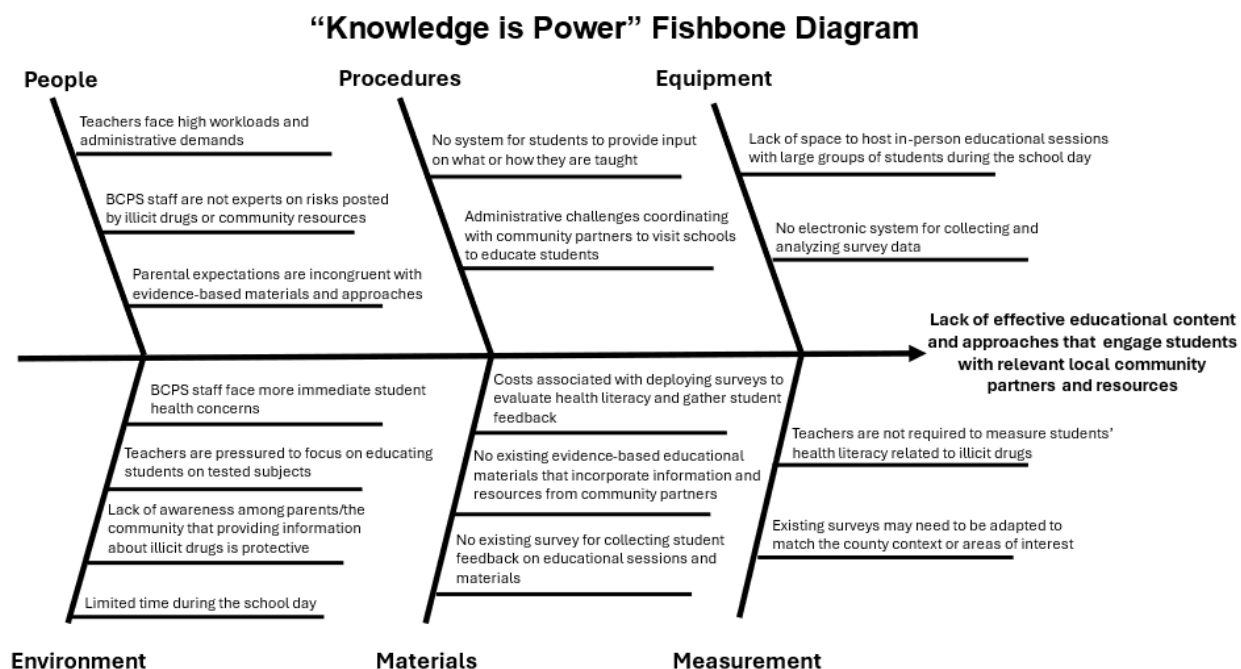 “Knowledge is Power” Fishbone Diagram
People
Procedures
Equipment
Teachers face high workloads and
administrative demands
BCPS staff are not experts on risks posted
by illicit drugs or community resources
Parental expectations are incongruent with
evidence-based materials and approaches
No system for students to provide input
on what or how they are taught
Administrative challenges coordinating
with community partners to visit schools
to educate students
Lack of space to host in-person educational sessions
with large groups of students during the school day
No electronic system for collecting and
analyzing survey data
Lack of effective educational content
and approaches that engage students
with relevant local community
partners and resources
BCPS staff face more immediate student
health concerns
Teachers are pressured to focus on educating
students on tested subjects
Lack of awareness among parents/the
community that providing information
about illicit drugs is protective
Limited time during the school day
Costs associated with deploying surveys to
evaluate health literacy and gather student
feedback
No existing evidence-based educational
materials that incorporate information and
resources from community partners
No existing survey for collecting student
feedback on educational sessions and
materials
Teachers are not required to measure students’
health literacy related to illicit drugs
Existing surveys may need to be adapted to
match the county context or areas of interest
Environment
Materials
Measurement